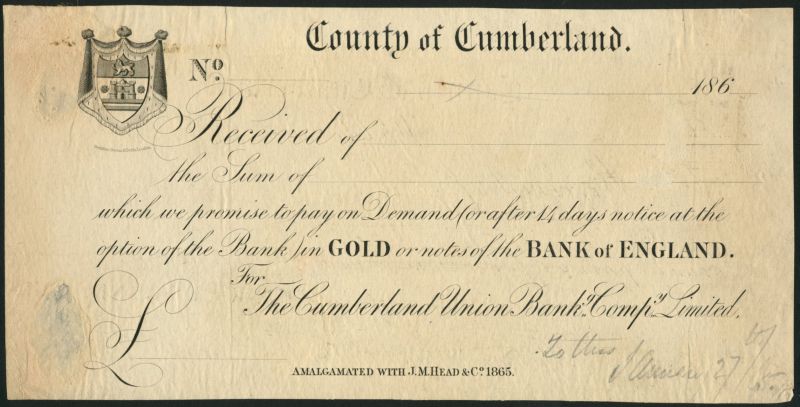 County of Cumberland.
No.
186
Received of
the Sum of
which we promise to pay on Demand (or after 14 days notice at the
option of the Bank) in GOLD or notes of the BANK of ENGLAND.
For
The Cumberland Union Bankg. Compy. Limited.
£
AMALGAMATED WITH J.M. HEAD & Co. 1865.
27